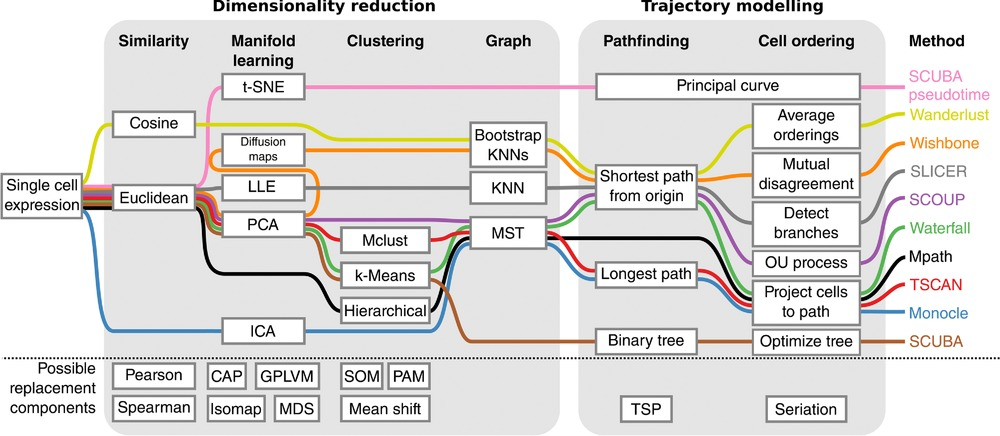 Dimensionality reduction
Trajectory modelling
Similarity
Manifold
learning
Clustering
Graph
Pathfinding
Cell ordering
Method
t-SNE
Principal curve
SCUBA
pseudotime
Cosine
Bootstrap
KNNs
Average
orderings
Wanderlust
Diffusion
maps
Mutual
disagreement
Wishbone
Single cell
expression
Euclidean
LLE
KNN
Shortest path
from origin
SLICER
PCA
Detect
branches
SCOUP
Mclust
MST
Waterfall
k-Means
Longest path
OU process
Mpath
Hierarchical
Project cells
to path
TSCAN
Monocle
ICA
Binary tree
Optimize tree
SCUBA
Possible
replacement
components
Pearson
CAP
GPLVM
SOM
PAM
Spearman
Isomap
MDS
Mean shift
TSP
Seriation